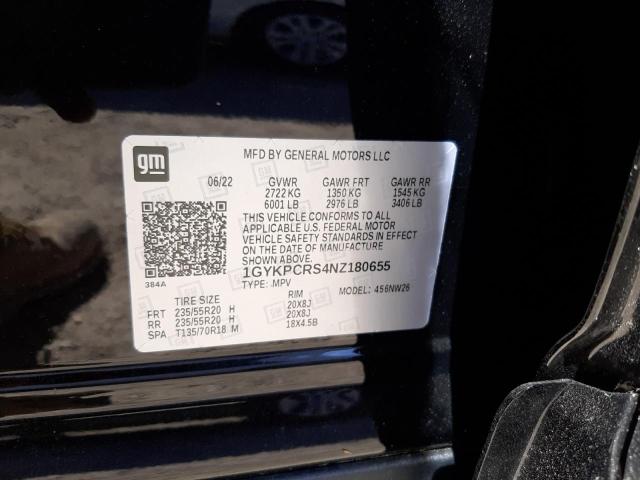 gm
MFD BY GENERAL MOTORS LLC
06/22 GVWR GAWR FRT GAWR RR
2722 KG 1350 KG 1545 KG
6001 LB 2976 LB 3406 LB
THIS VEHICLE CONFORMS TO ALL
APPLICABLE U.S. FEDERAL MOTOR
VEHICLE SAFETY STANDARDS IN EFFECT
ON THE DATE OF MANUFACTURE
SHOWN ABOVE.
384A 1GYKPCRS4NZ180655
TYPE: MPV MODEL: 456NW26
TIRE SIZE RIM
FRT 235/55R20 H 20X8J
RR 235/55R20 H 20X8J
SPA T135/70R18 M 18X4.5B